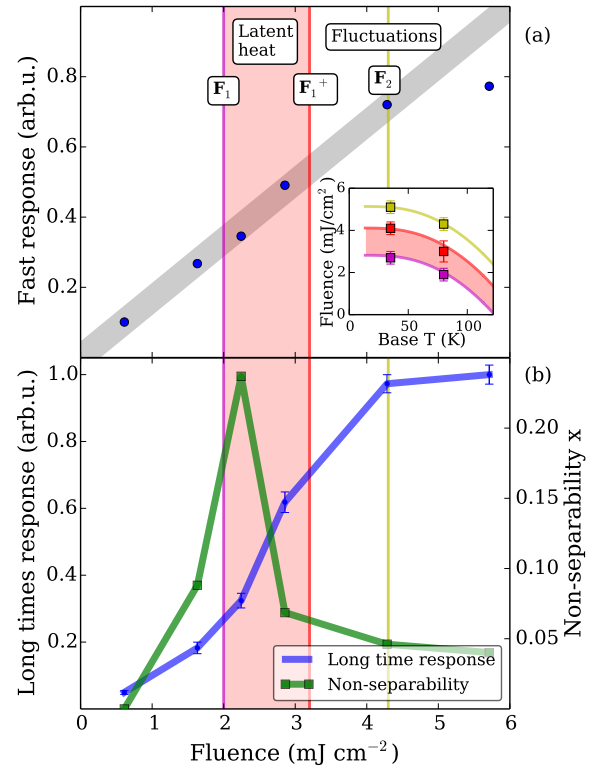 (a)
Latent
heat
Fluctuations
F₁
F₁⁺
F₂
Fast response (arb.u.)
0.8
0.6
0.4
0.2
Fluence (mJ/cm²)
6
4
2
0
0 50 100
Base T (K)
(b)
Long times response (arb.u.)
1.0
0.8
0.6
0.4
0.2
Non-separability x
0.20
0.15
0.10
0.05
Long time response
Non-separability
0 1 2 3 4 5 6
Fluence (mJ cm⁻²)